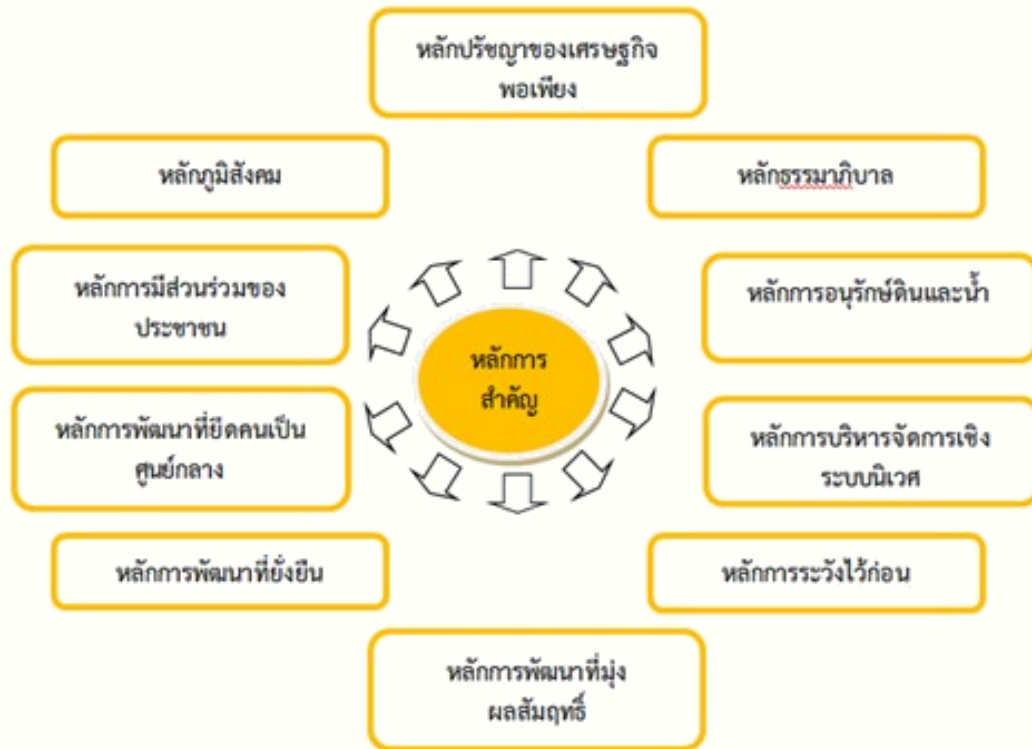 หลักปรัชญาของเศรษฐกิจ
พอเพียง
หลักภูมิสังคม
หลักธรรมาภิบาล
หลักการมีส่วนร่วมของ
ประชาชน
หลักการอนุรักษ์ดินและน้ำ
หลักการ
สำคัญ
หลักการพัฒนาที่ยึดคนเป็น
ศูนย์กลาง
หลักการบริหารจัดการเชิง
ระบบนิเวศ
หลักการพัฒนาที่ยั่งยืน
หลักการระวังไว้ก่อน
หลักการพัฒนาที่มุ่ง
ผลสัมฤทธิ์